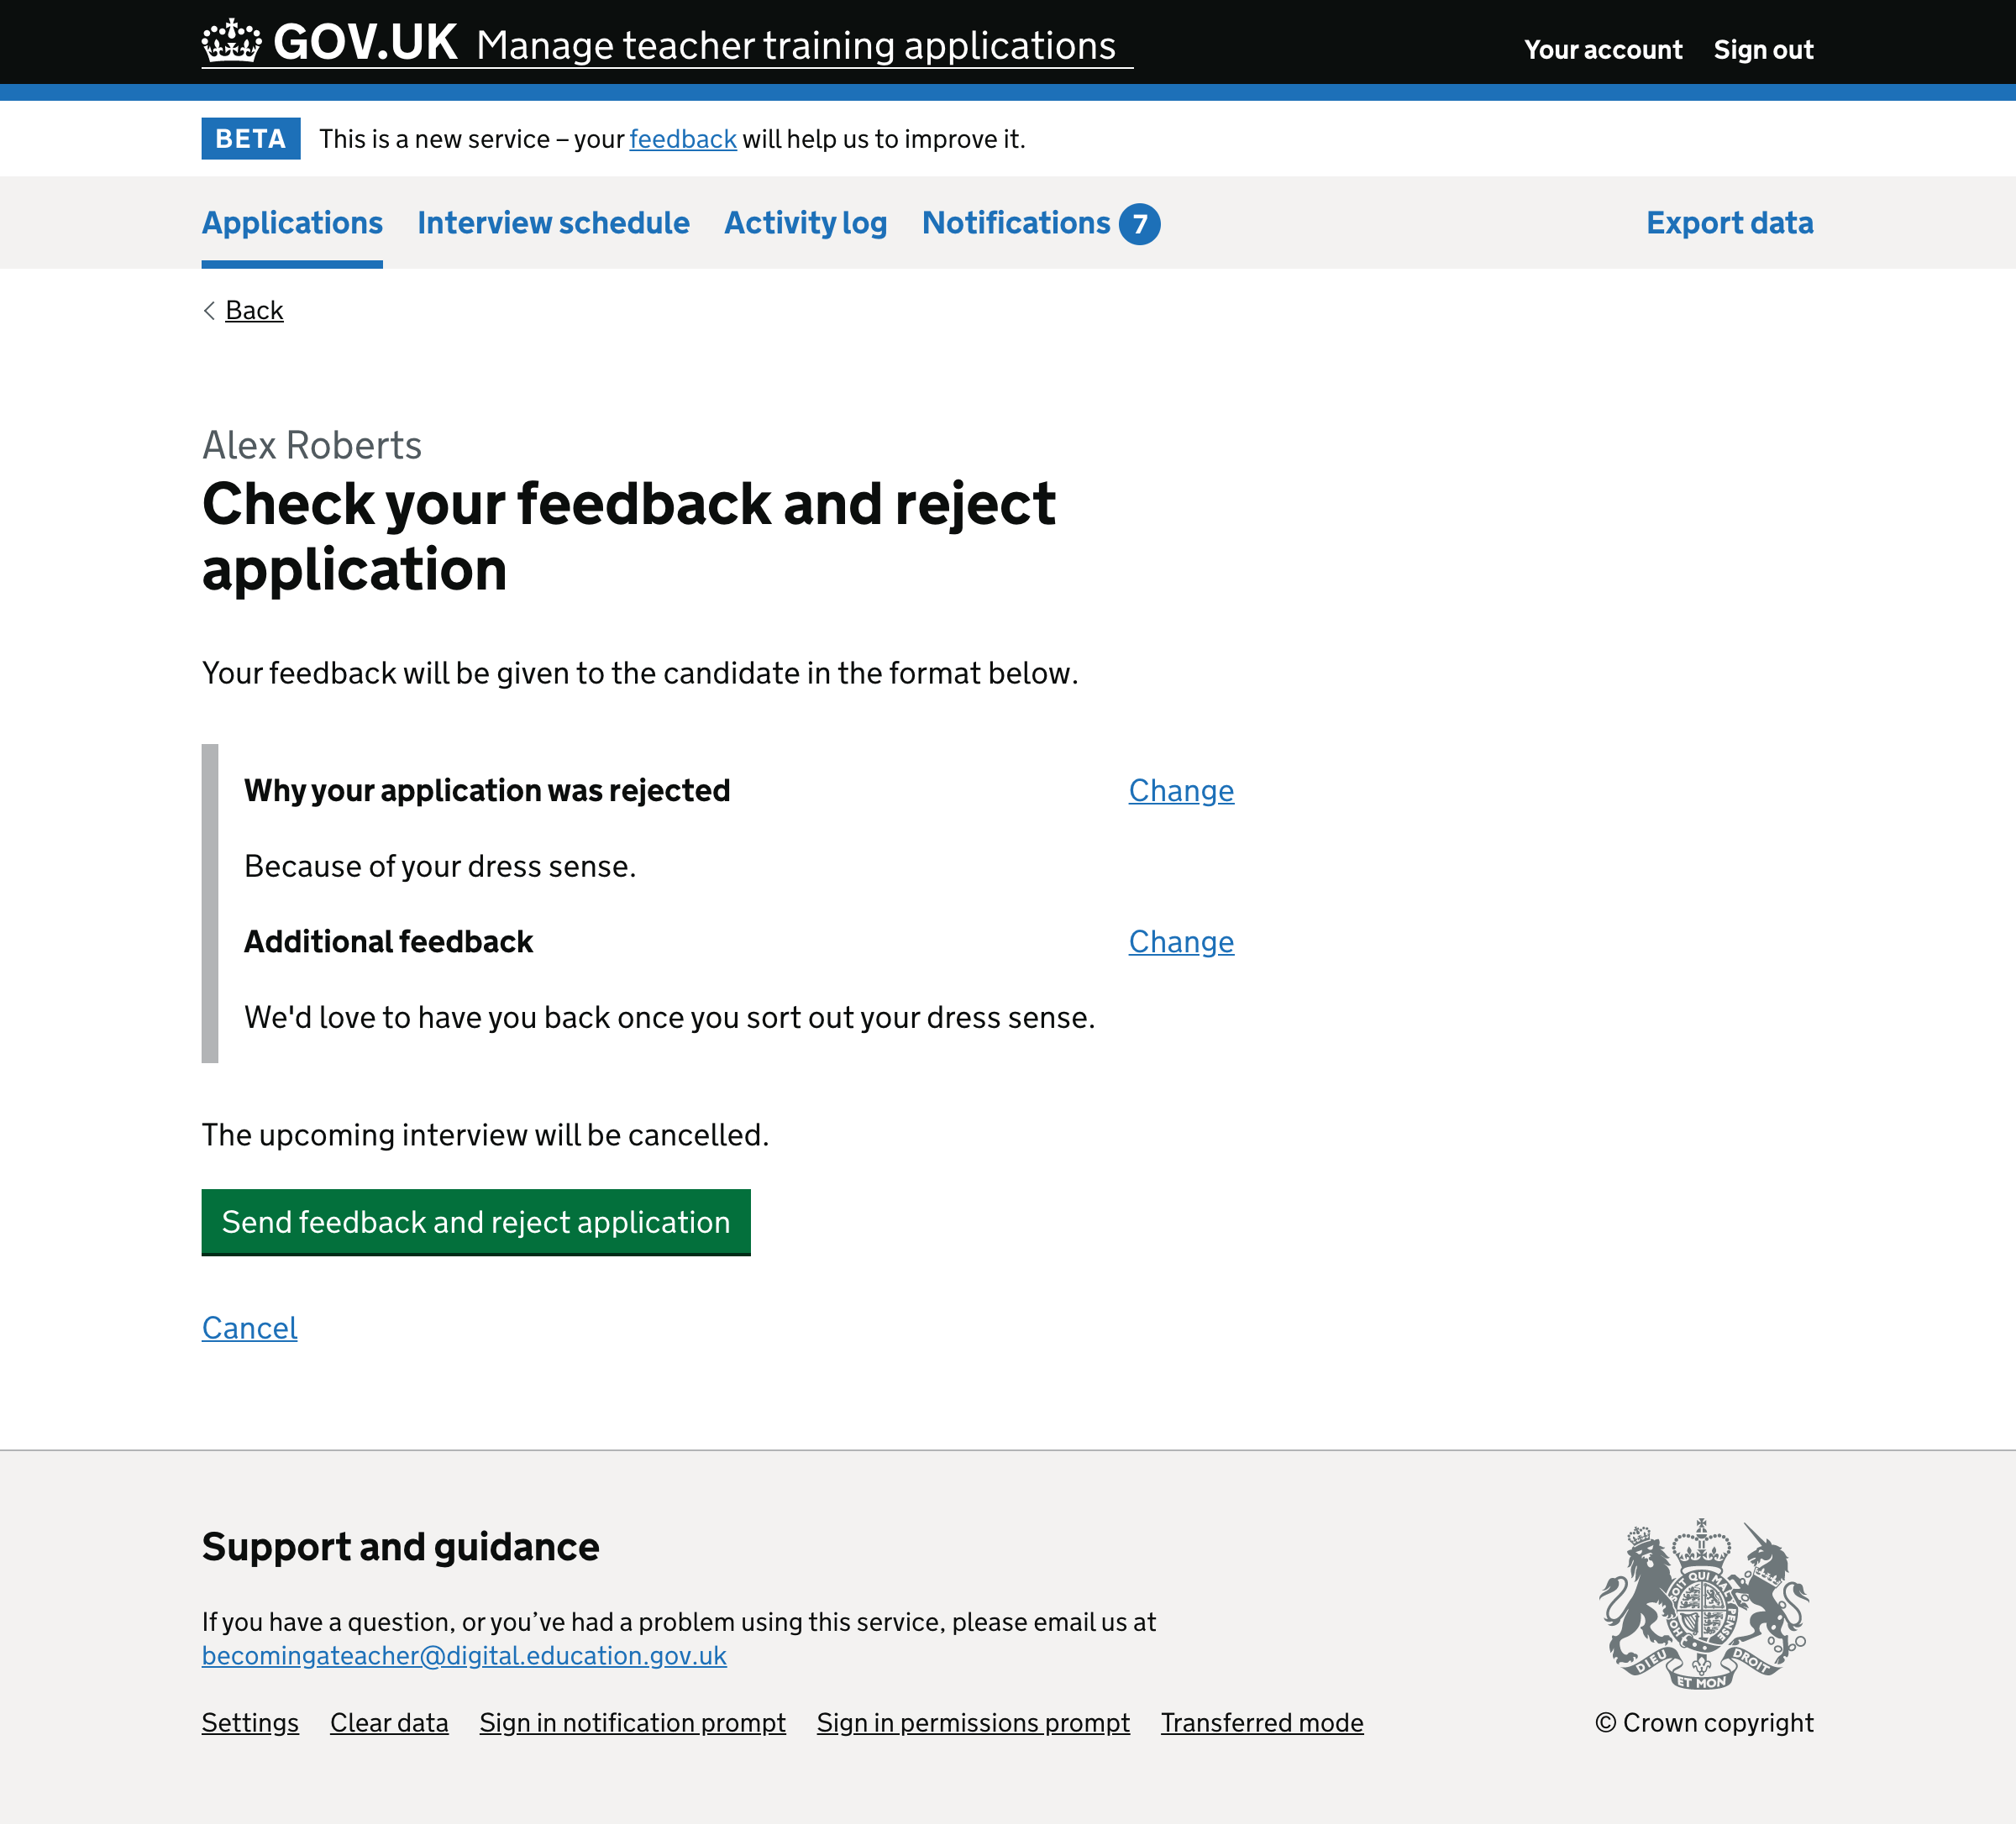 GOV.UK Manage teacher training applications Your account Sign out
BETA This is a new service – your feedback will help us to improve it.
Applications Interview schedule Activity log Notifications 7 Export data
Back
Alex Roberts
Check your feedback and reject
application
Your feedback will be given to the candidate in the format below.
Why your application was rejected Change
Because of your dress sense.
Additional feedback Change
We'd love to have you back once you sort out your dress sense.
The upcoming interview will be cancelled.
Send feedback and reject application
Cancel
Support and guidance
If you have a question, or you’ve had a problem using this service, please email us at
becomingateacher@digital.education.gov.uk
DIEU ET MON DROIT
Settings Clear data Sign in notification prompt Sign in permissions prompt Transferred mode © Crown copyright